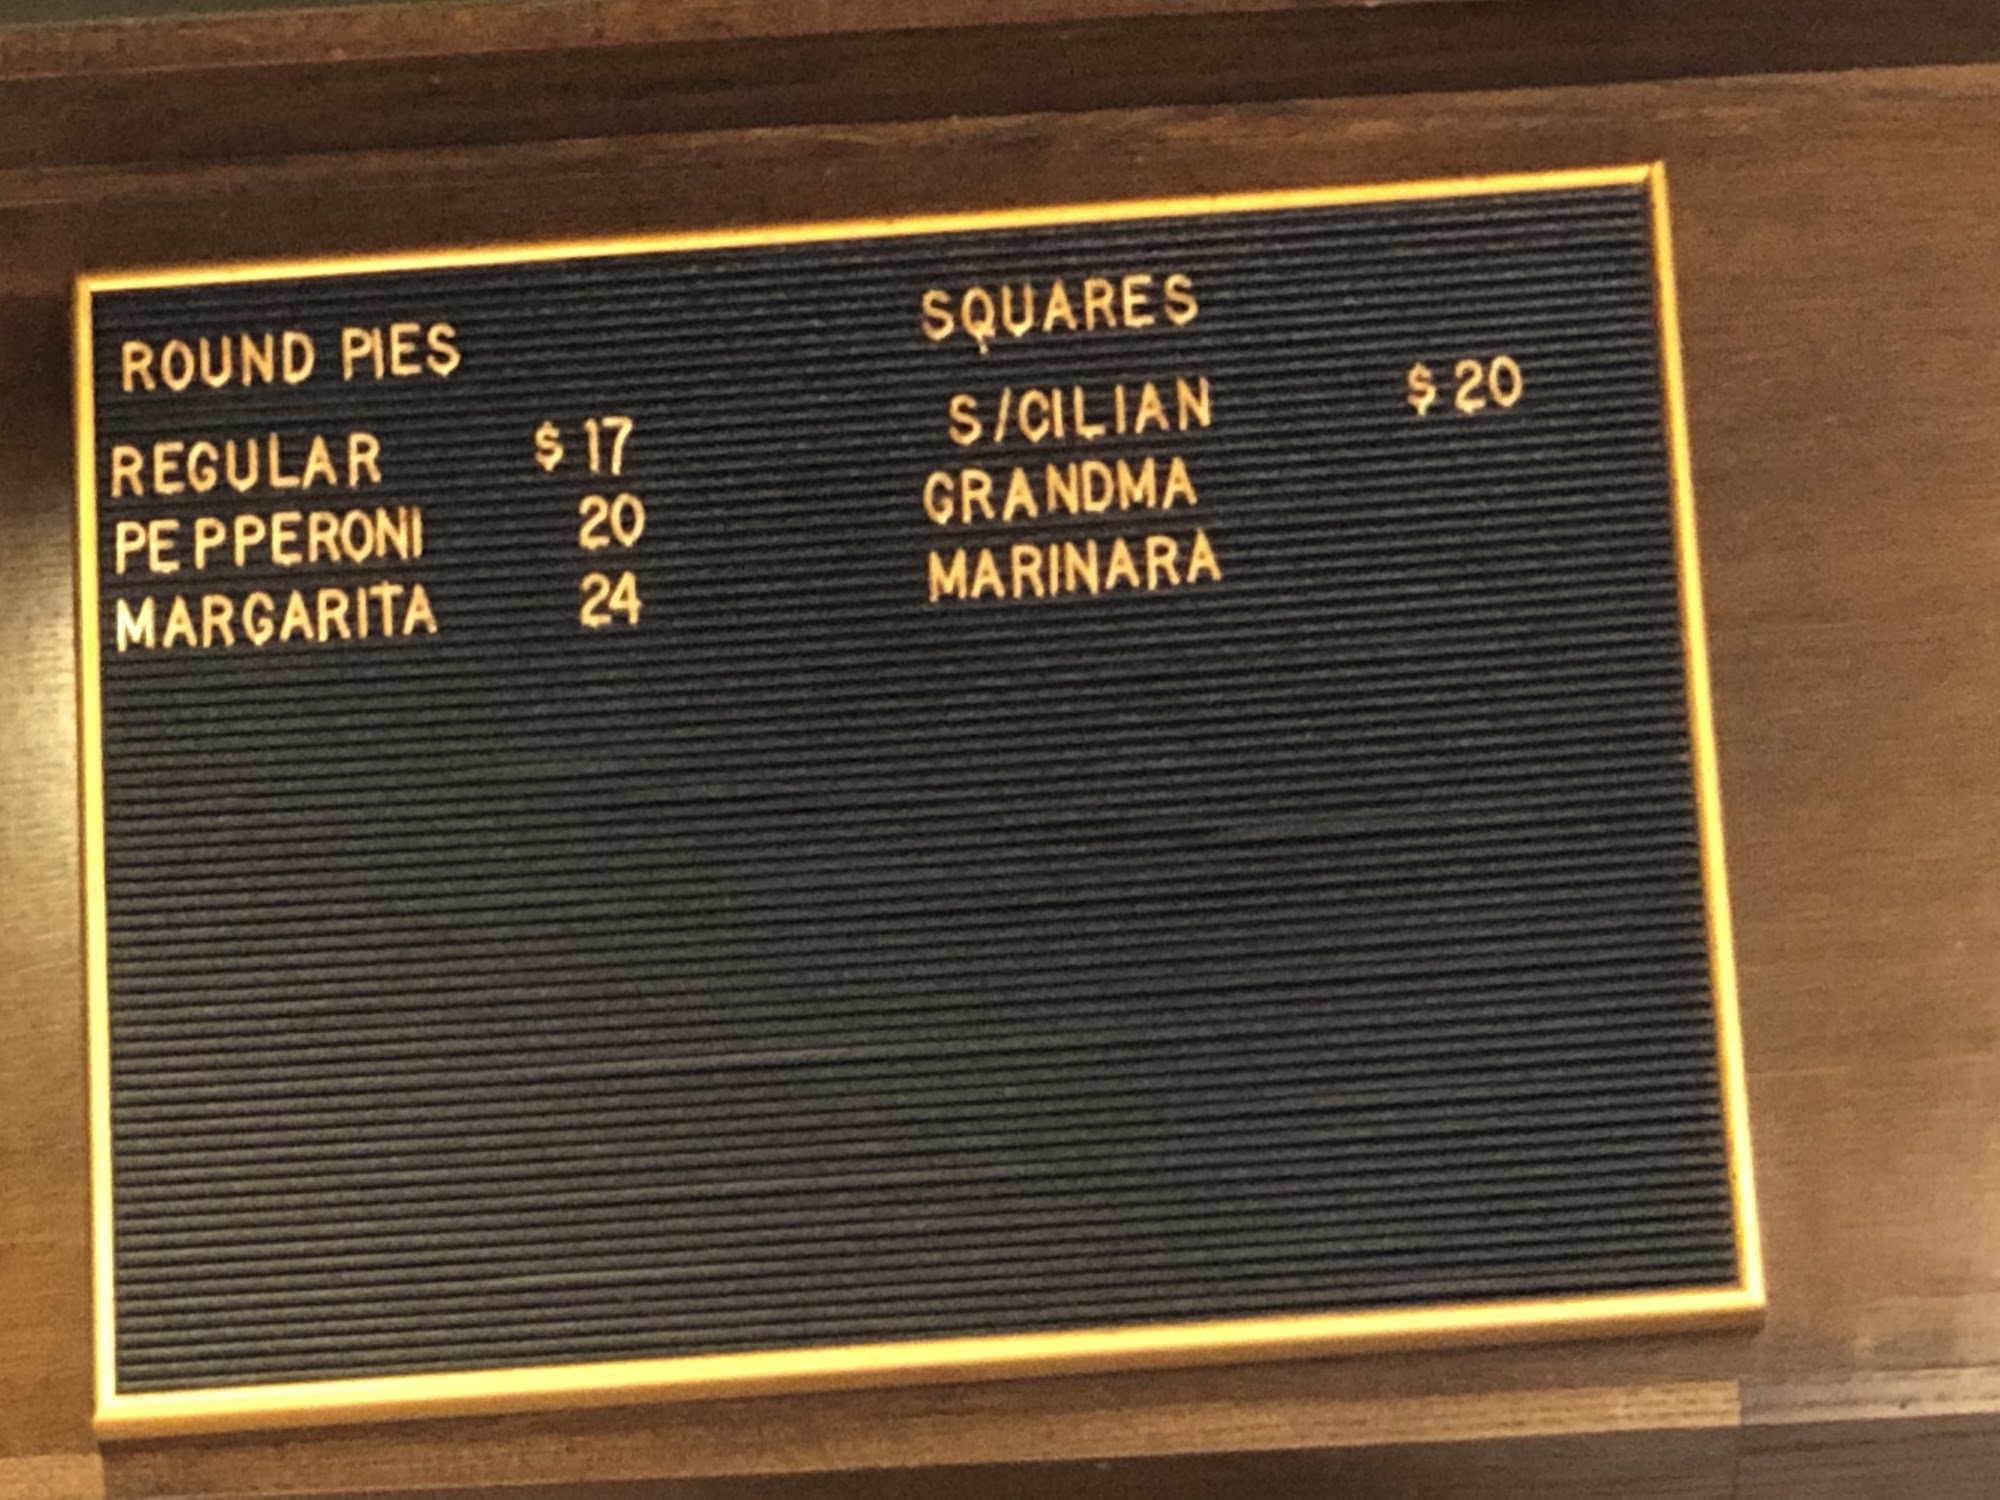 ROUND PIES
REGULAR $ 17
PEPPERONI 20
MARGARITA 24
SQUARES
S/CILIAN $ 20
GRANDMA
MARINARA